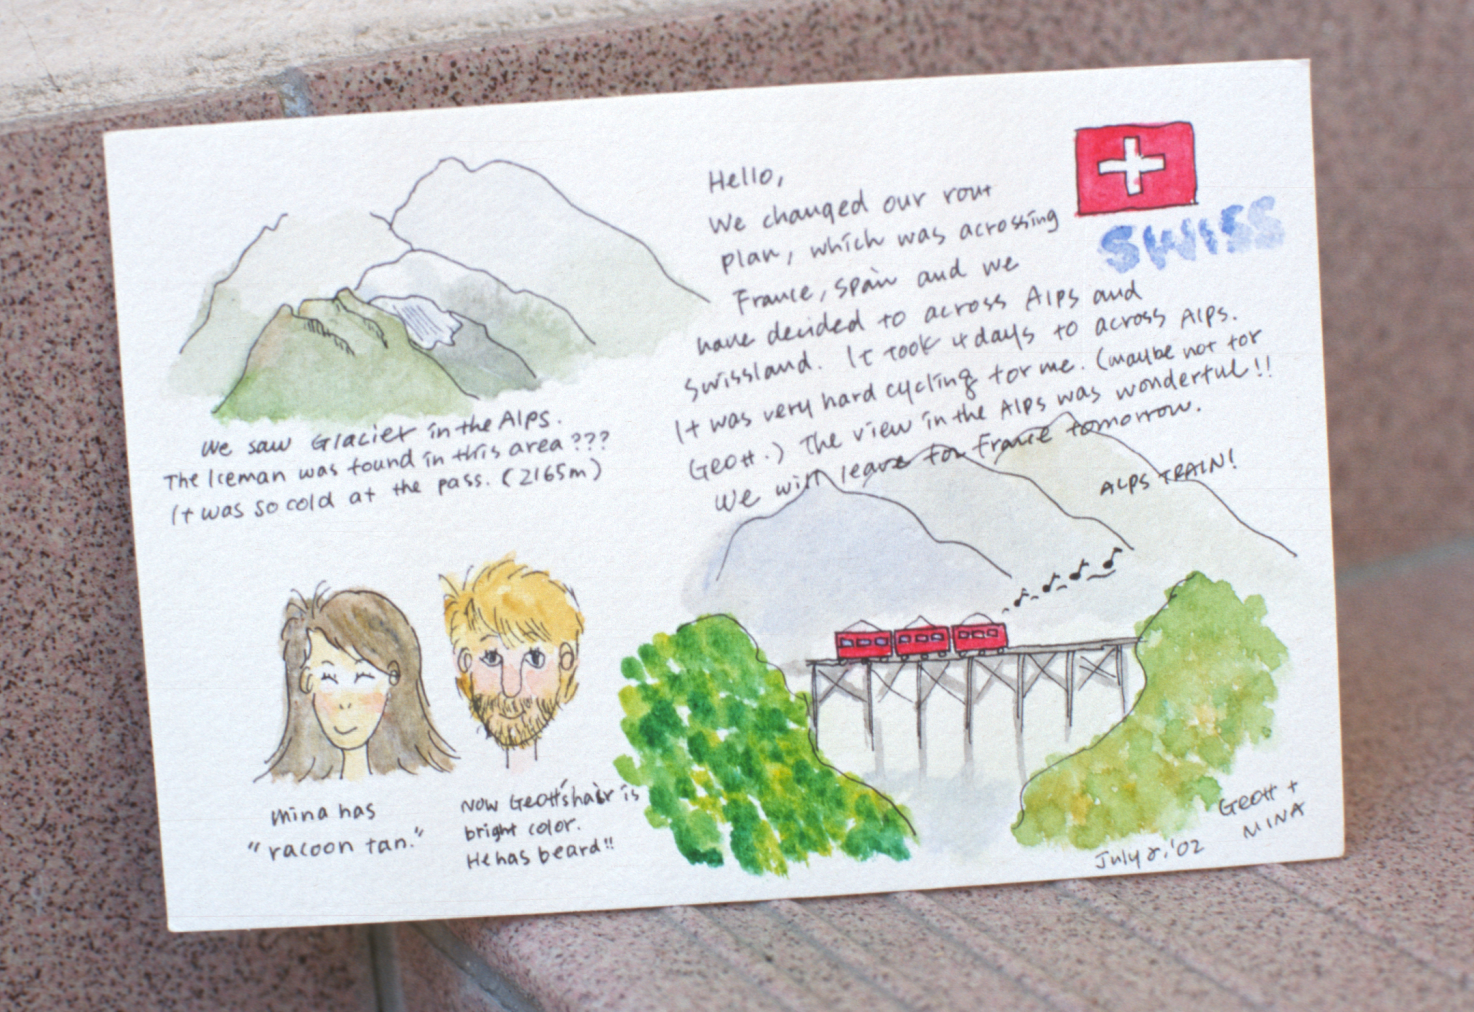 Hello,
We changed our rout
plan, which was acrossing
France, Spain and we
have decided to across Alps and
Swissland. It took 4 days to across Alps.
It was very hard cycling for me. (maybe not for
Geoff.) The view in the Alps was wonderful!!
We will leave for France tomorrow.
SWISS
We saw Glacier in the Alps.
The Iceman was found in this area???
It was so cold at the pass. (2165m)
ALPS TRAIN!
Mina has
"racoon tan."
Now Geoff's hair is
bright color.
He has beard!!
Geoff +
MINA
July '02